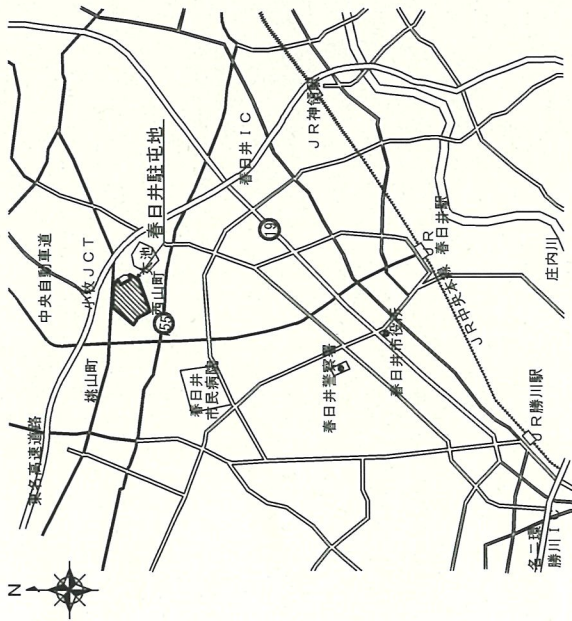 N
東名高速道路
中央自動車道
小牧JCT
桃山町
大池
春日井駐屯地
西山町
55
春日井IC
19
春日井
市民病院
JR神領駅
春日井警察署
春日井市役所
JR
春日井駅
JR中央本線
庄内川
JR勝川駅
名二環
勝川IC